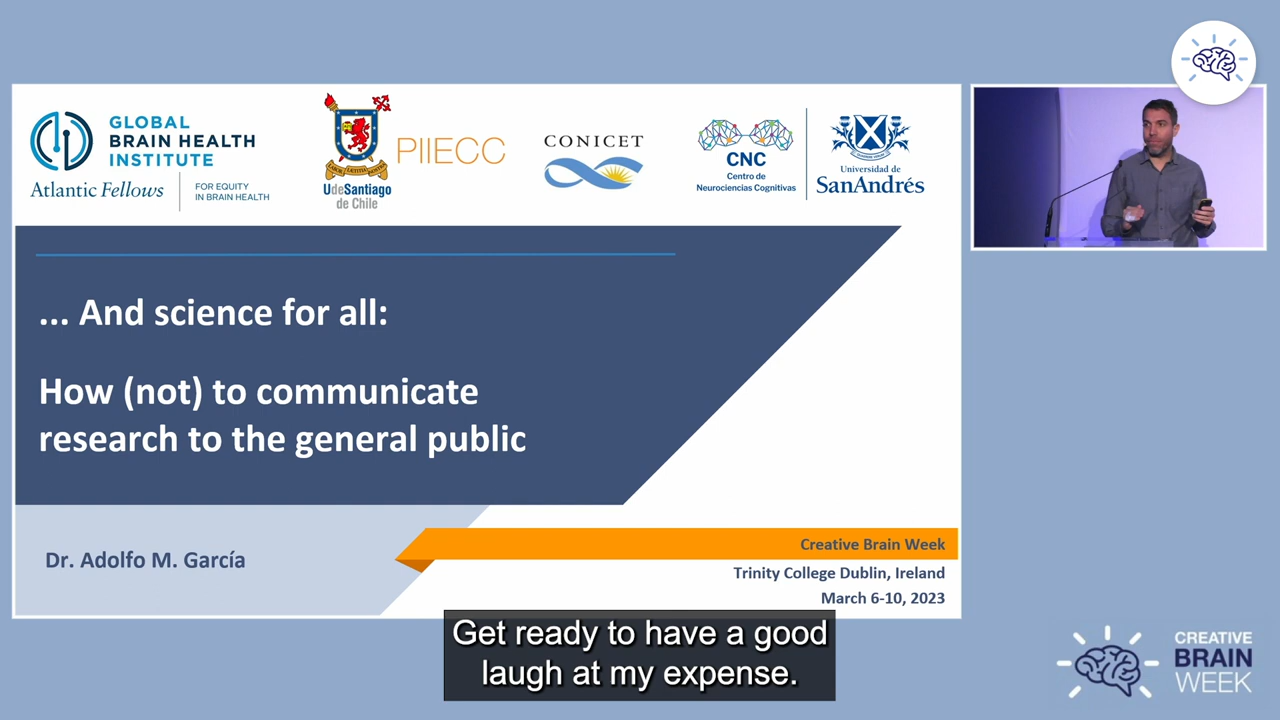 GLOBAL
BRAIN HEALTH
INSTITUTE
Atlantic Fellows
FOR EQUITY
IN BRAIN HEALTH
UdeSantiago
de Chile
PIIECC
CONICET
CNC
Centro de
Neurociencias Cognitivas
Universidad de
SanAndrés
... And science for all:
How (not) to communicate
research to the general public
Dr. Adolfo M. García
Creative Brain Week
Trinity College Dublin, Ireland
March 6-10, 2023
Get ready to have a good
laugh at my expense.
CREATIVE
BRAIN
WEEK